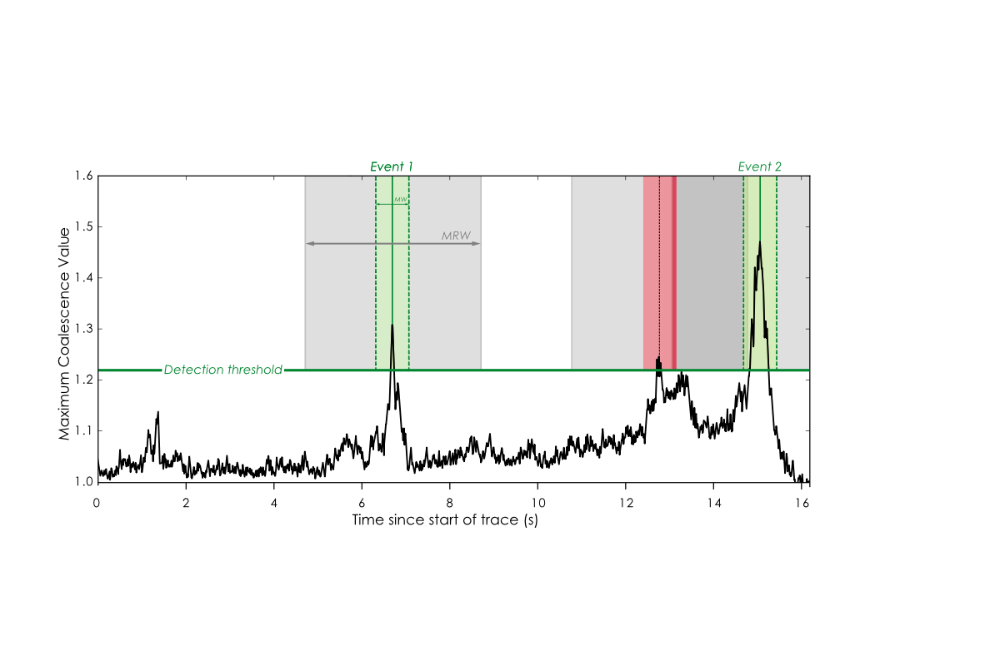 Event 1
Event 2
1.6
MW
1.5
MRW
1.4
1.3
Detection threshold
1.2
1.1
1.0
Maximum Coalescence Value
0 2 4 6 8 10 12 14 16
Time since start of trace (s)